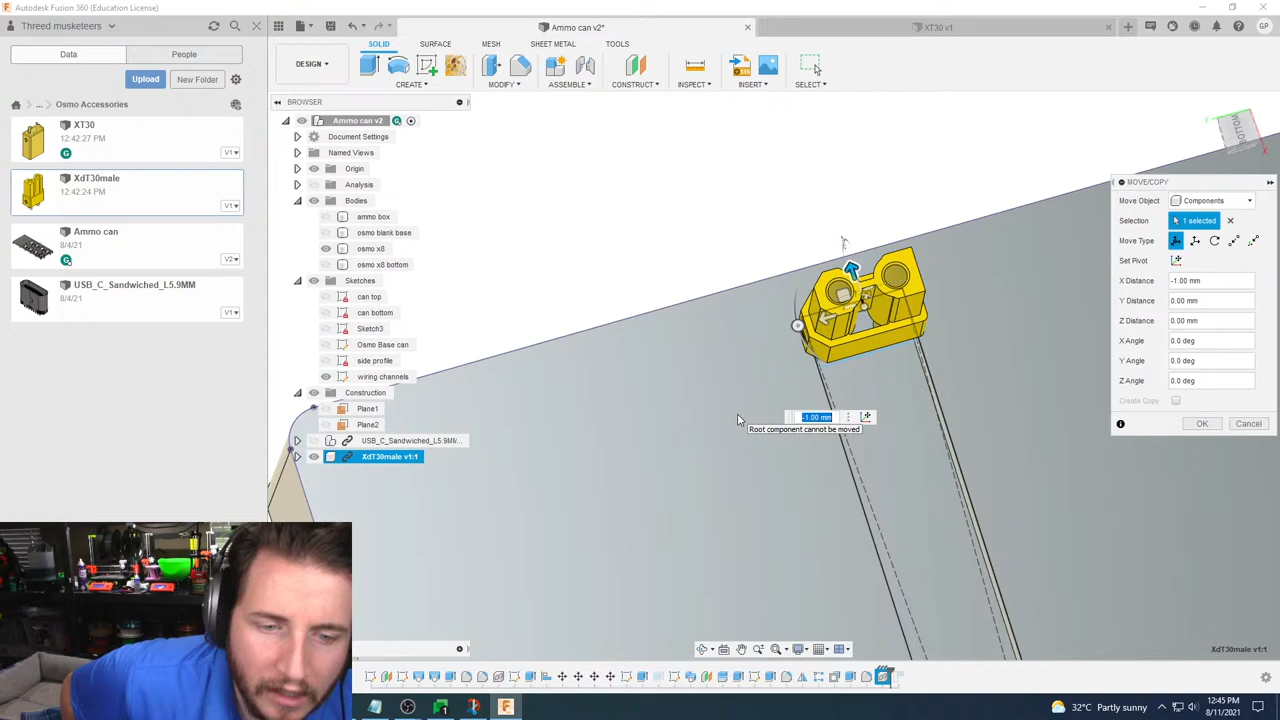 Autodesk Fusion 360 (Education License)
Threed musketeers
Ammo can v2*
XT30 v1
GP
Data
People
Upload
New Folder
... Osmo Accessories
XT30
12:42:27 PM
G
V1
XdT30male
12:42:24 PM
V1
Ammo can
8/4/21
G
V2
USB_C_Sandwiched_L5.9MM
8/4/21
V1
DESIGN
SOLID
SURFACE
MESH
SHEET METAL
TOOLS
CREATE
MODIFY
ASSEMBLE
CONSTRUCT
INSPECT
INSERT
SELECT
BROWSER
Ammo can v2
G
Document Settings
Named Views
Origin
Analysis
Bodies
ammo box
osmo blank base
osmo x8
osmo x8 bottom
Sketches
can top
can bottom
Sketch3
Osmo Base can
side profile
wiring channels
Construction
Plane1
Plane2
USB_C_Sandwiched_L5.9MM...
XdT30male v1:1
BOTTOM
X
Y
MOVE/COPY
Move Object
Components
Selection
1 selected
Move Type
Set Pivot
X Distance
-1.00 mm
Y Distance
0.00 mm
Z Distance
0.00 mm
X Angle
0.0 deg
Y Angle
0.0 deg
Z Angle
0.0 deg
Create Copy
OK
Cancel
-1.00 mm
Root component cannot be moved
XdT30male v1:1
32°C Partly sunny
12:45 PM
8/11/2021